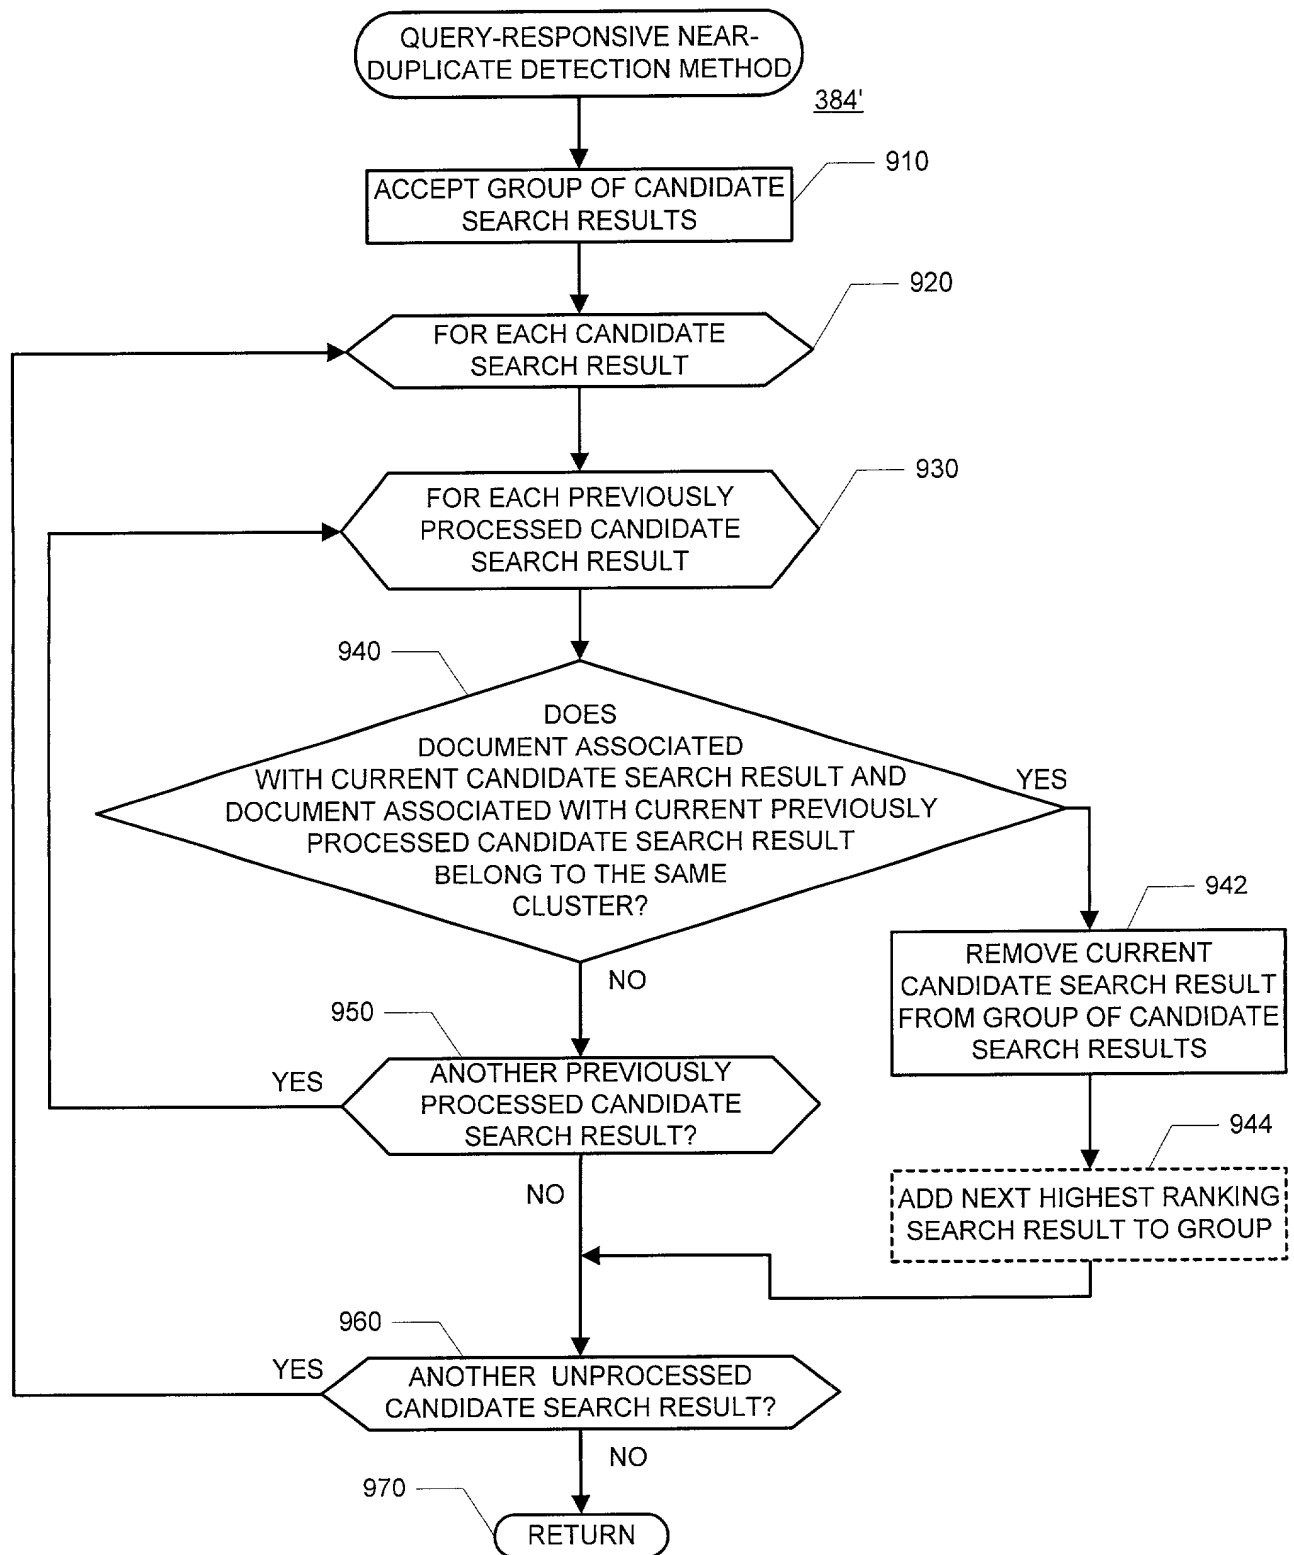 QUERY-RESPONSIVE NEAR-
DUPLICATE DETECTION METHOD
384'
910
ACCEPT GROUP OF CANDIDATE
SEARCH RESULTS
920
FOR EACH CANDIDATE
SEARCH RESULT
930
FOR EACH PREVIOUSLY
PROCESSED CANDIDATE
SEARCH RESULT
940
DOES
DOCUMENT ASSOCIATED
WITH CURRENT CANDIDATE SEARCH RESULT AND
DOCUMENT ASSOCIATED WITH CURRENT PREVIOUSLY
PROCESSED CANDIDATE SEARCH RESULT
BELONG TO THE SAME
CLUSTER?
YES
942
REMOVE CURRENT
CANDIDATE SEARCH RESULT
FROM GROUP OF CANDIDATE
SEARCH RESULTS
NO
950
YES
ANOTHER PREVIOUSLY
PROCESSED CANDIDATE
SEARCH RESULT?
944
ADD NEXT HIGHEST RANKING
SEARCH RESULT TO GROUP
NO
960
YES
ANOTHER UNPROCESSED
CANDIDATE SEARCH RESULT?
NO
970
RETURN